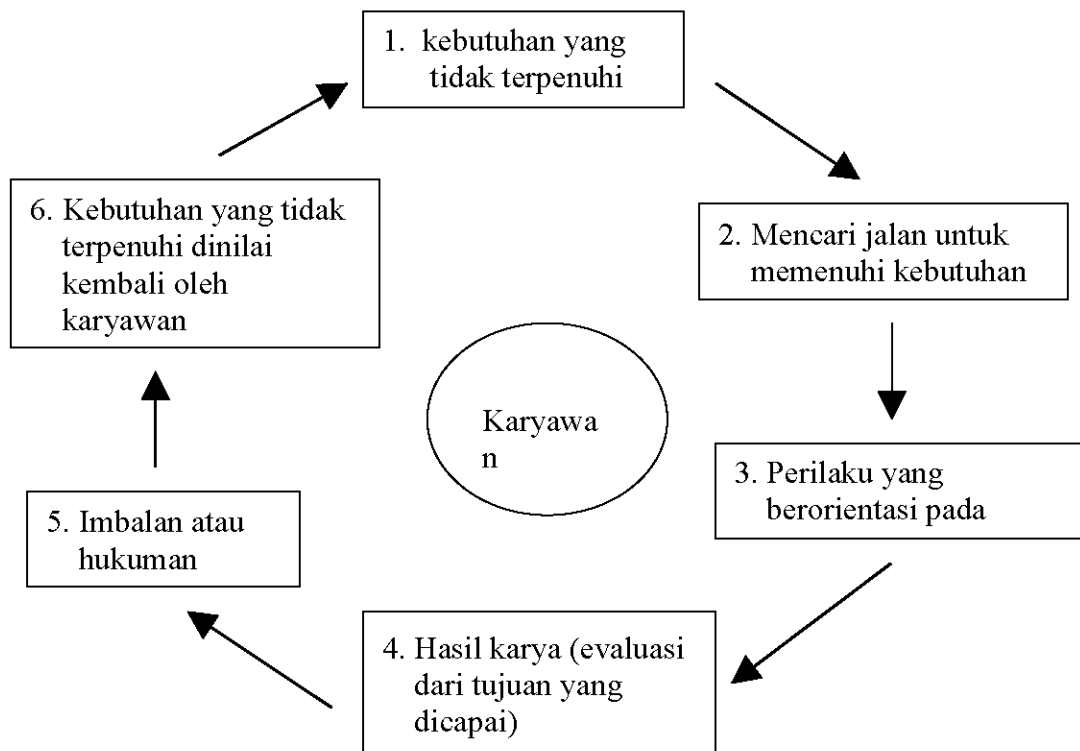 1. kebutuhan yang
tidak terpenuhi
2. Mencari jalan untuk
memenuhi kebutuhan
3. Perilaku yang
berorientasi pada
4. Hasil karya (evaluasi
dari tujuan yang
dicapai)
5. Imbalan atau
hukuman
6. Kebutuhan yang tidak
terpenuhi dinilai
kembali oleh
karyawan
Karyawa
n